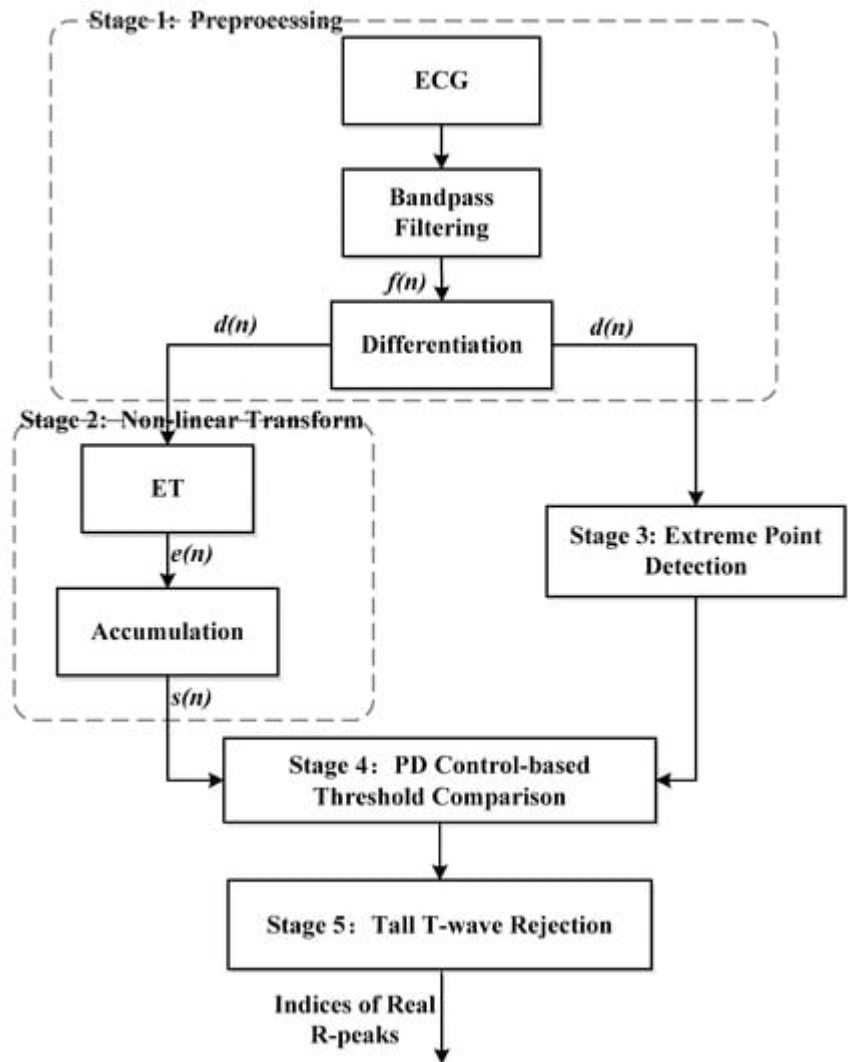 Stage 1: Preprocessing
ECG
Bandpass
Filtering
f(n)
d(n)
Differentiation
d(n)
Stage 2: Non-linear Transform
ET
e(n)
Accumulation
s(n)
Stage 3: Extreme Point
Detection
Stage 4: PD Control-based
Threshold Comparison
Stage 5: Tall T-wave Rejection
Indices of Real
R-peaks